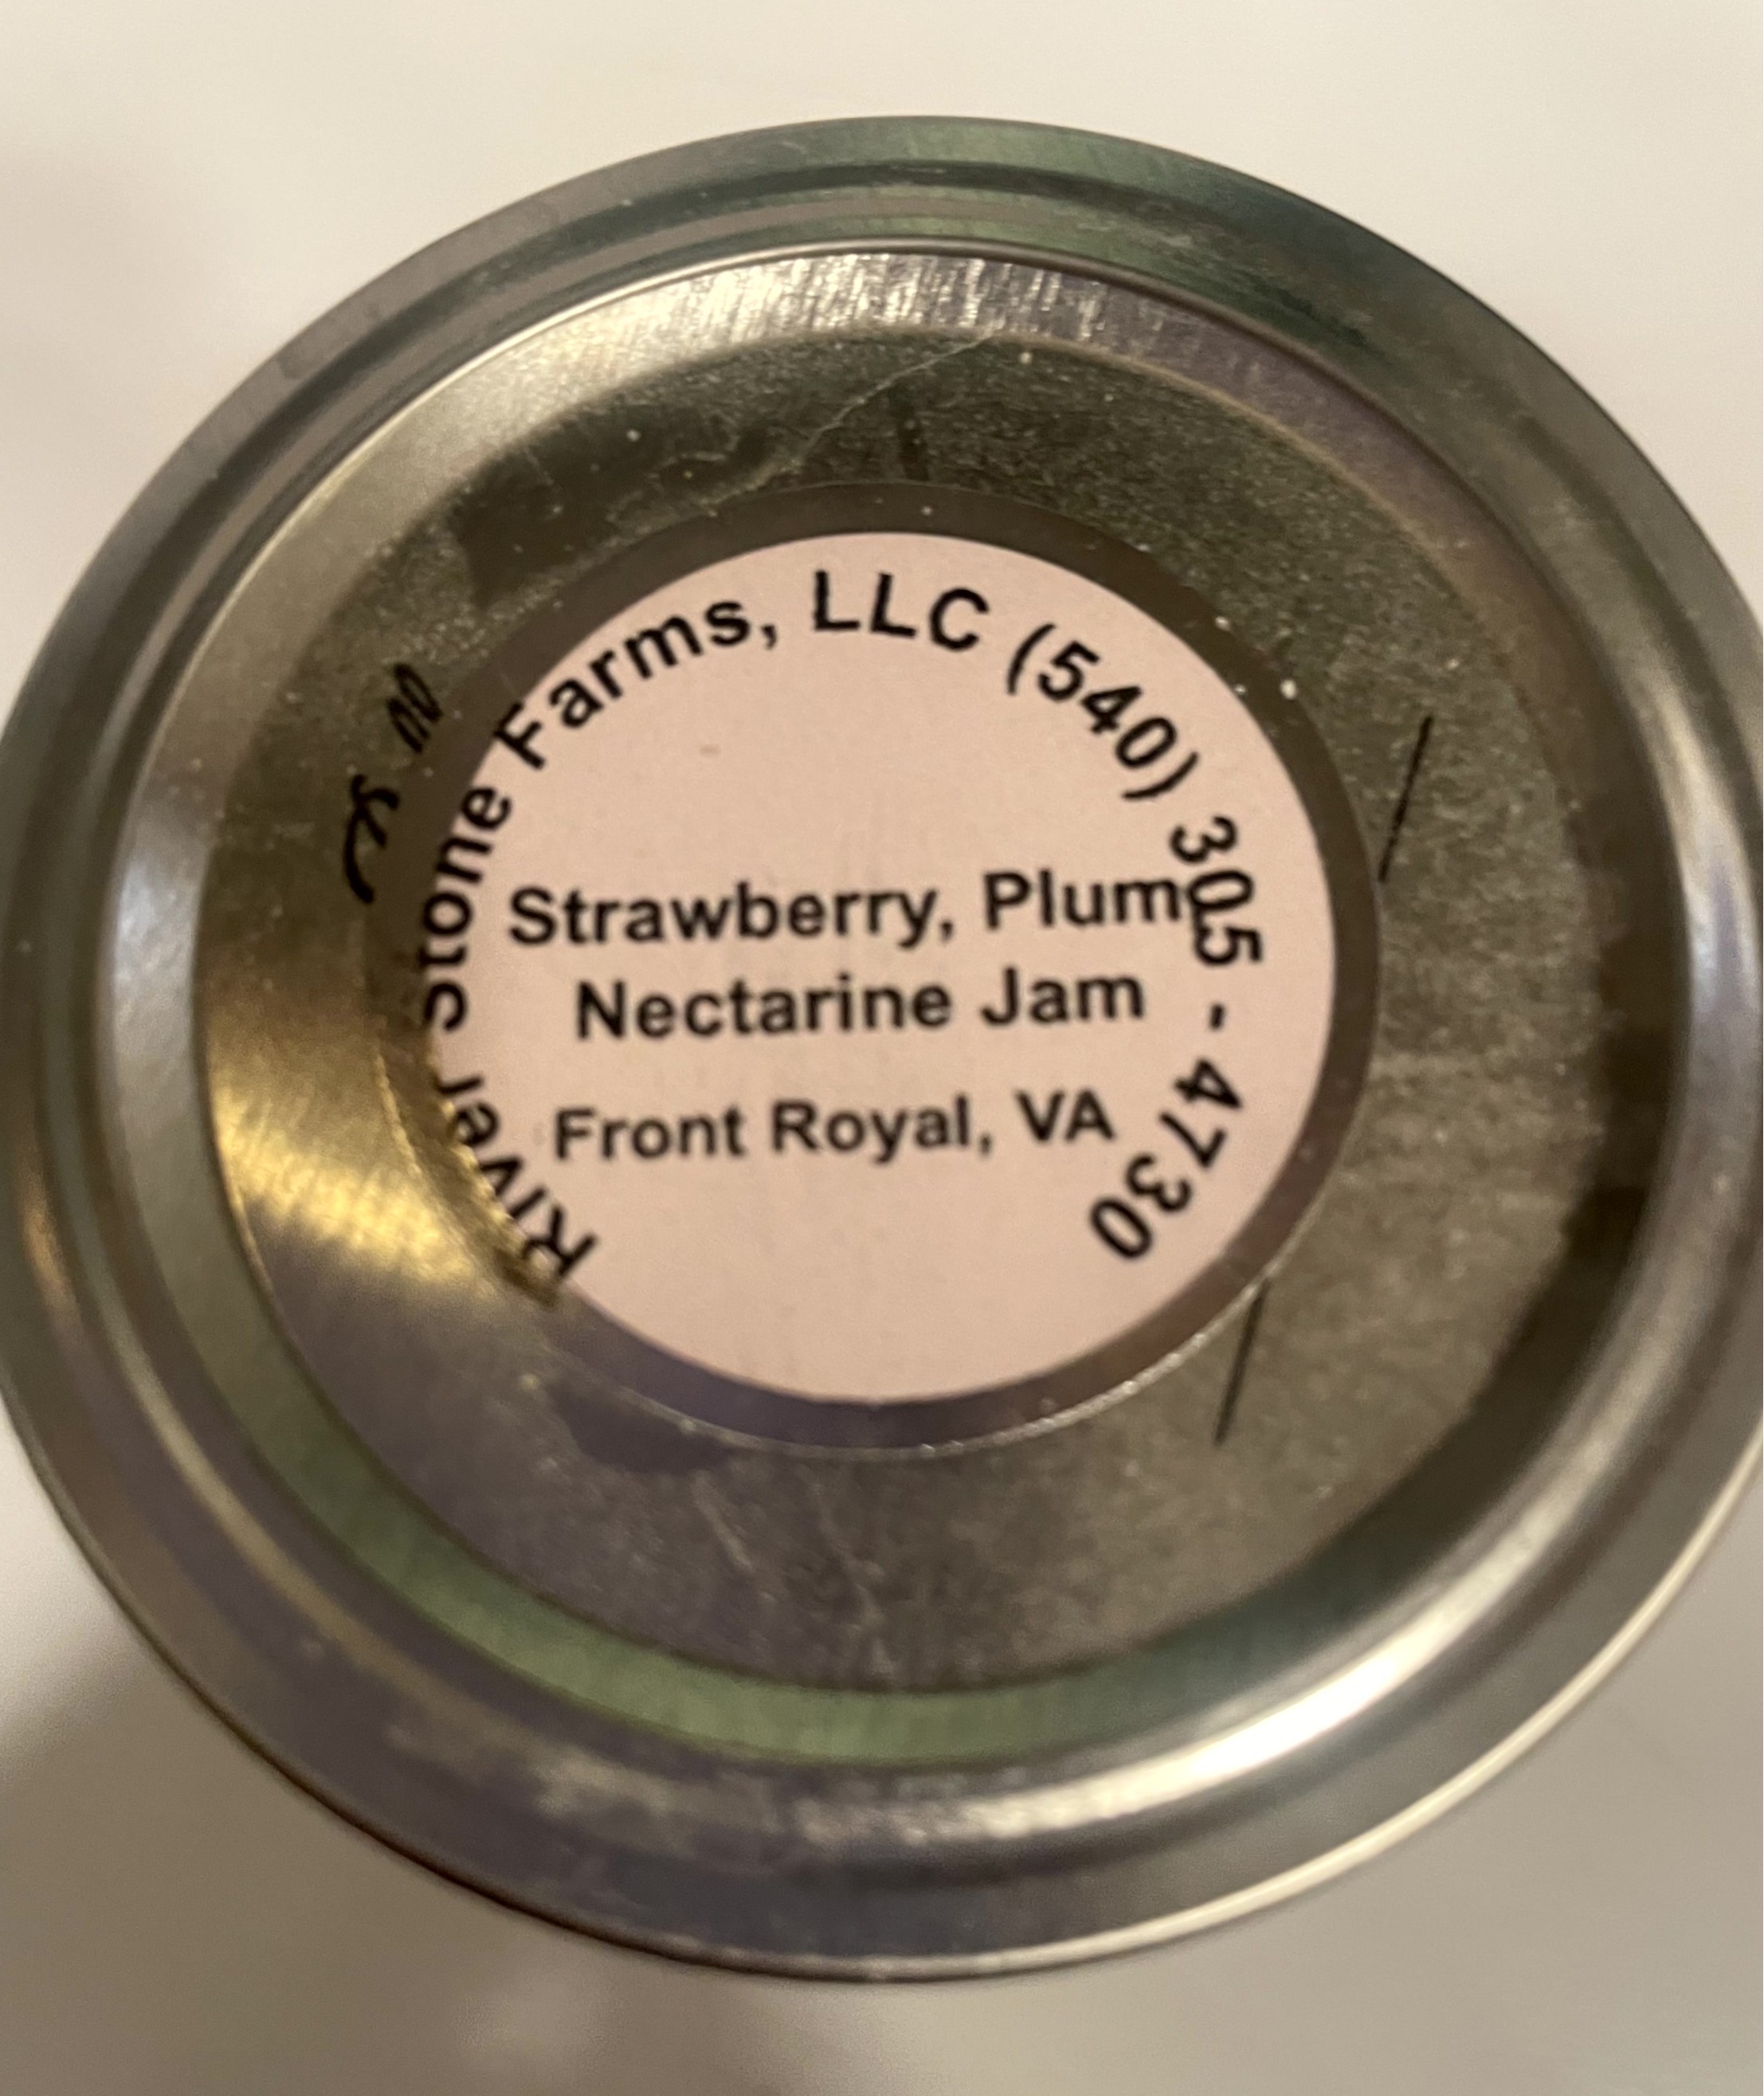 River Stone Farms, LLC (540) 305 - 4730
Strawberry, Plum
Nectarine Jam
Front Royal, VA